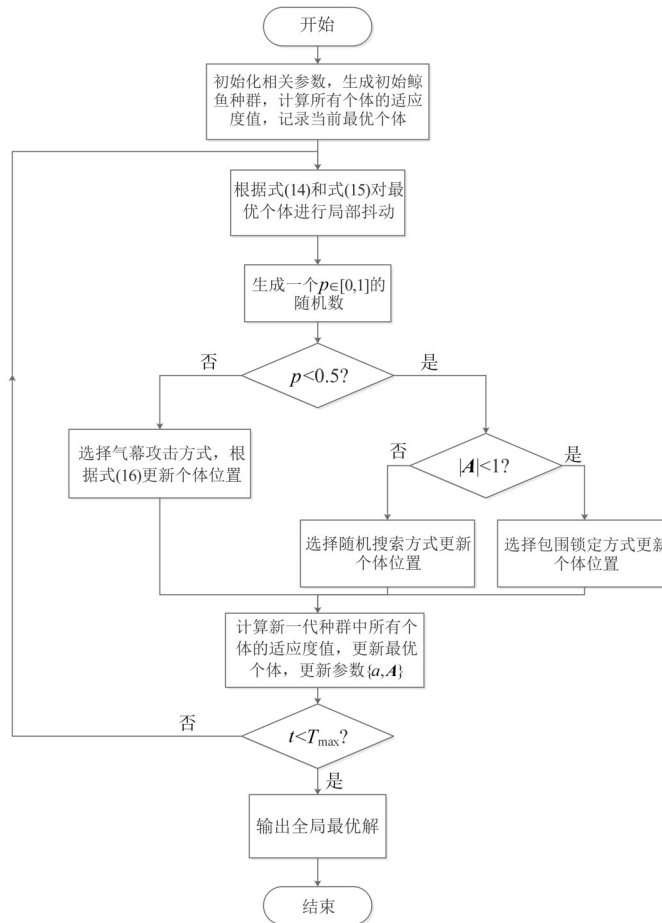 开始
初始化相关参数，生成初始鲸
鱼种群，计算所有个体的适应
度值，记录当前最优个体
根据式(14)和式(15)对最
优个体进行局部抖动
生成一个p∈[0,1]的
随机数
否
p<0.5?
是
选择气幕攻击方式，根
据式(16)更新个体位置
否
|A|<1?
是
选择随机搜索方式更新
个体位置
选择包围锁定方式更新
个体位置
计算新一代种群中所有个
体的适应度值，更新最优
个体，更新参数{a,A}
否
t<Tmax?
是
输出全局最优解
结束